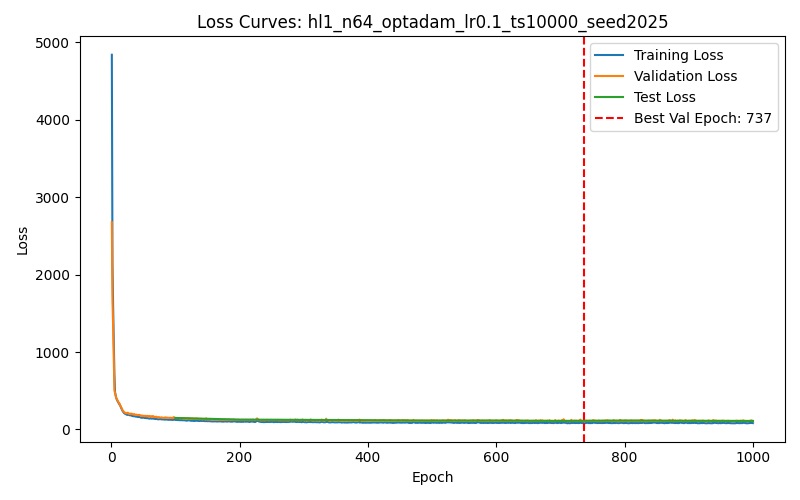 Loss Curves: hl1_n64_optadam_lr0.1_ts10000_seed2025
5000
4000
3000
2000
1000
0
Loss
Training Loss
Validation Loss
Test Loss
Best Val Epoch: 737
0
200
400
600
800
1000
Epoch